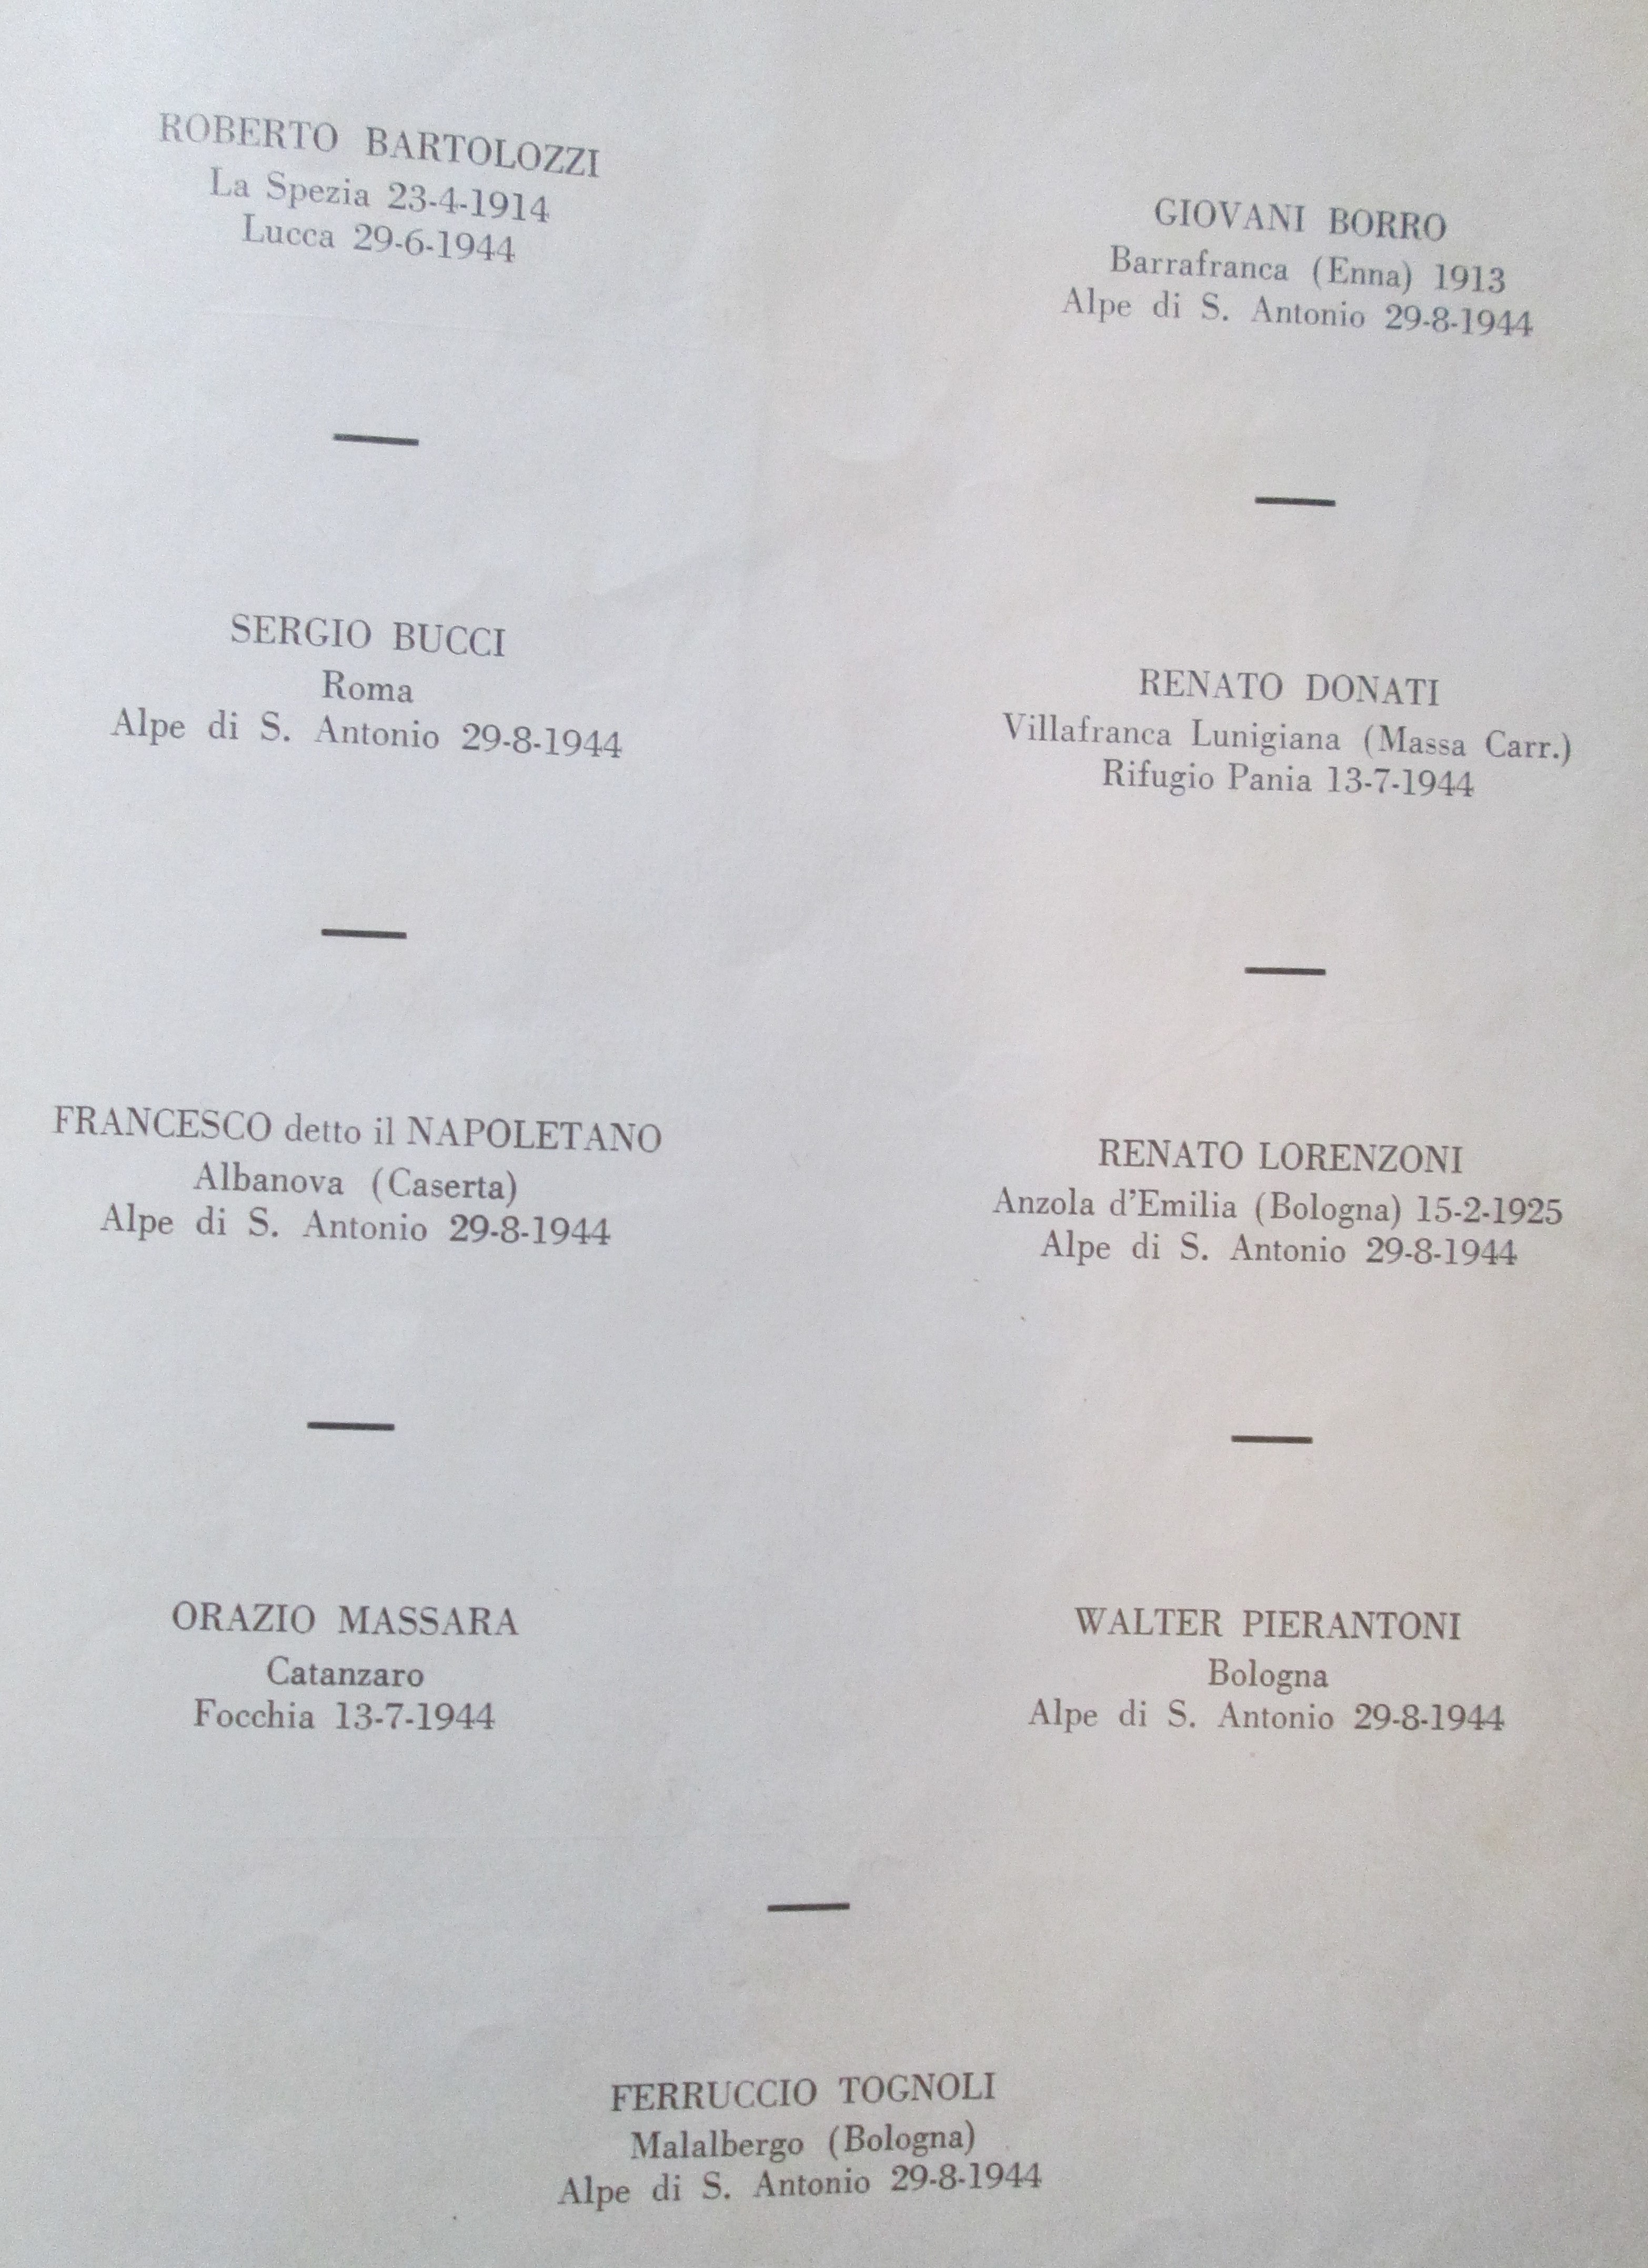 ROBERTO BARTOLOZZI
La Spezia 23-4-1914
Lucca 29-6-1944
GIOVANI BORRO
Barrafranca (Enna) 1913
Alpe di S. Antonio 29-8-1944
SERGIO BUCCI
Roma
Alpe di S. Antonio 29-8-1944
RENATO DONATI
Villafranca Lunigiana (Massa Carr.)
Rifugio Pania 13-7-1944
FRANCESCO detto il NAPOLETANO
Albanova (Caserta)
Alpe di S. Antonio 29-8-1944
RENATO LORENZONI
Anzola d'Emilia (Bologna) 15-2-1925
Alpe di S. Antonio 29-8-1944
ORAZIO MASSARA
Catanzaro
Focchia 13-7-1944
WALTER PIERANTONI
Bologna
Alpe di S. Antonio 29-8-1944
FERRUCCIO TOGNOLI
Malalbergo (Bologna)
Alpe di S. Antonio 29-8-1944